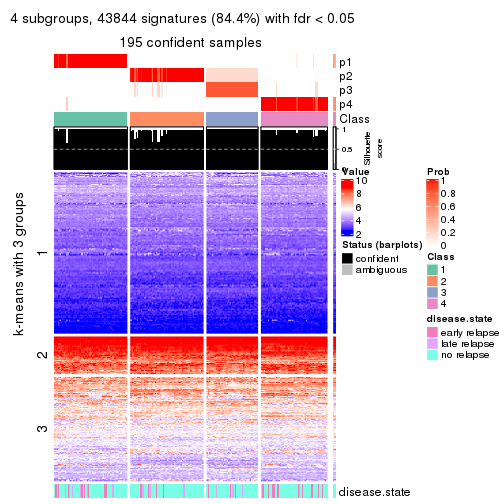 4 subgroups, 43844 signatures (84.4%) with fdr < 0.05
195 confident samples
p1
p2
p3
p4
Class
1
0.5
0
Silhouette
score
k-means with 3 groups
1
2
3
disease.state
Value
10
8
6
4
2
Status (barplots)
confident
ambiguous
Prob
1
0.8
0.6
0.4
0.2
0
Class
1
2
3
4
disease.state
early relapse
late relapse
no relapse